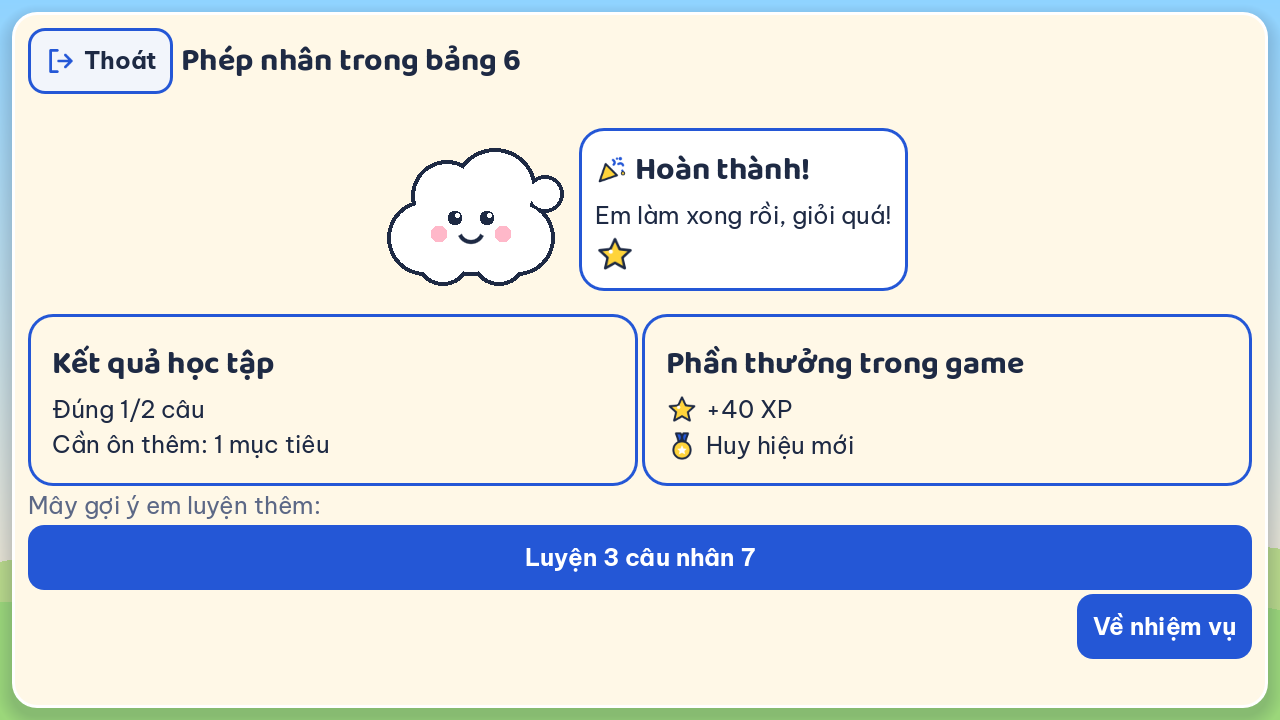 Thoát
Phép nhân trong bảng 6
Hoàn thành!
Em làm xong rồi, giỏi quá!
Kết quả học tập
Đúng 1/2 câu
Cần ôn thêm: 1 mục tiêu
Phần thưởng trong game
+40 XP
Huy hiệu mới
Mây gợi ý em luyện thêm:
Luyện 3 câu nhân 7
Về nhiệm vụ